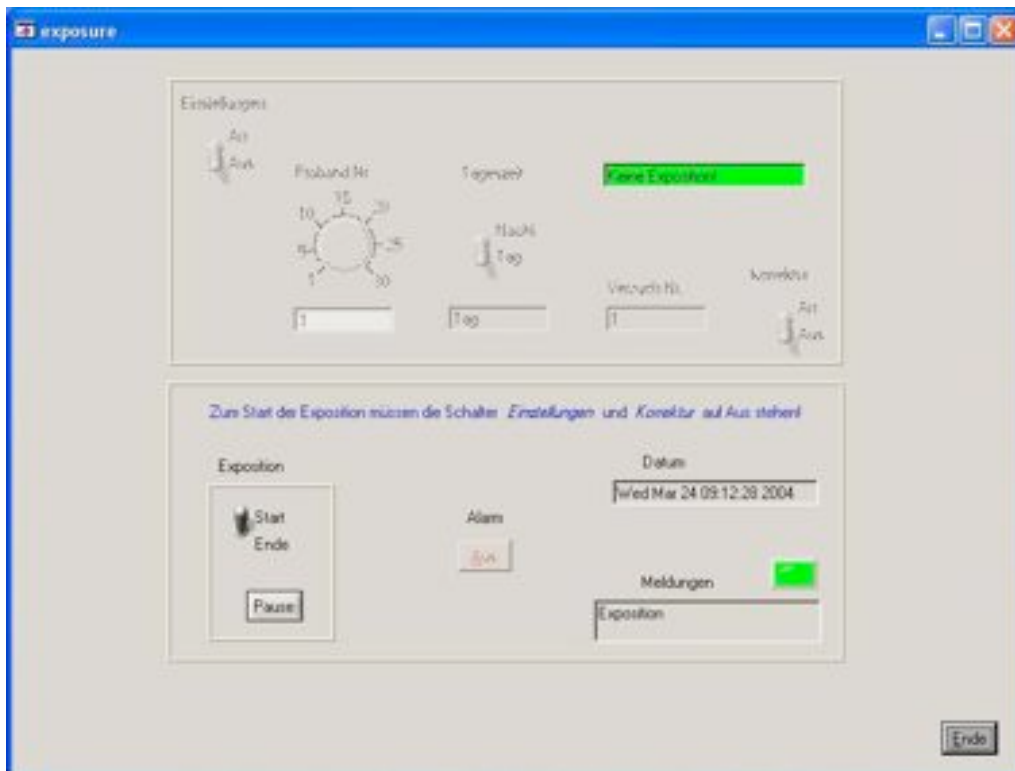 exposure
Einstellungen
An
Aus
Proband Nr.
Tageszeit
Keine Exposition!
15
10
20
5
25
1
30
Nacht
Tag
Versuchs Nr.
Korrektur
An
Aus
1
Tag
1
Zum Start der Exposition müssen die Schalter Einstellungen und Korrektur auf Aus stehen!
Exposition
Datum
Wed Mar 24 09:12:28 2004
Start
Ende
Alarm
Aus
Meldungen
Pause
Exposition
Ende